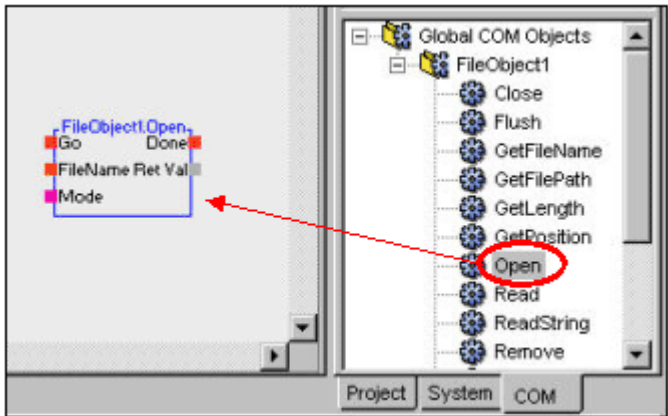 FileObject1.Open
Go Done
FileName Ret Val
Mode
Global COM Objects
FileObject1
Close
Flush
GetFileName
GetFilePath
GetLength
GetPosition
Open
Read
ReadString
Remove
Project System COM